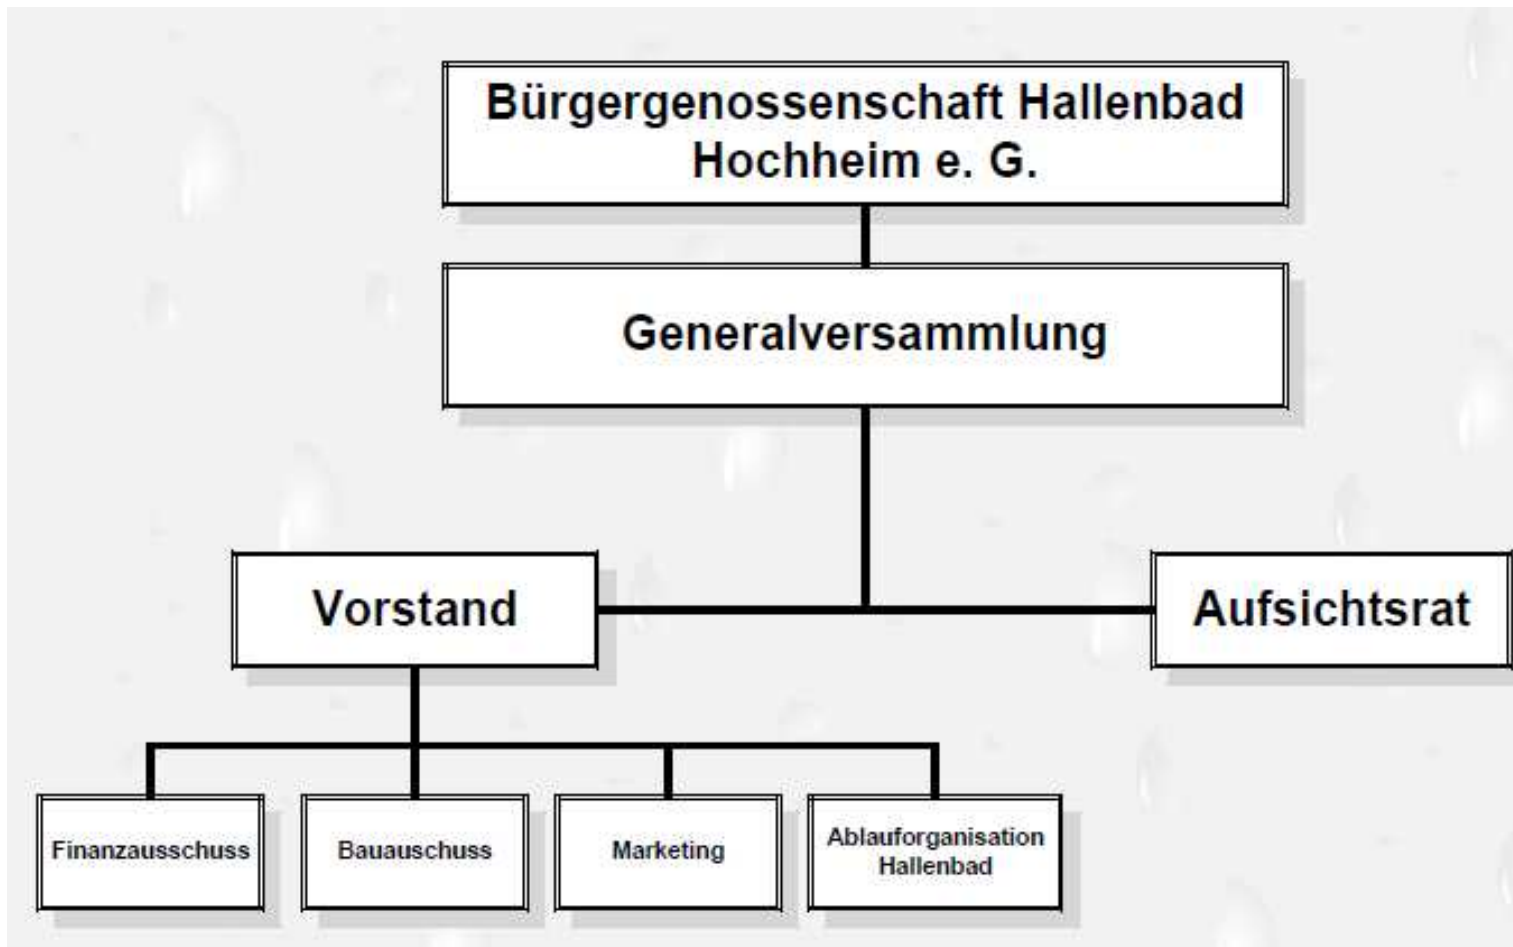 Bürgergenossenschaft Hallenbad
Hochheim e. G.
Generalversammlung
Vorstand
Aufsichtsrat
Finanzausschuss
Bauauschuss
Marketing
Ablauforganisation
Hallenbad